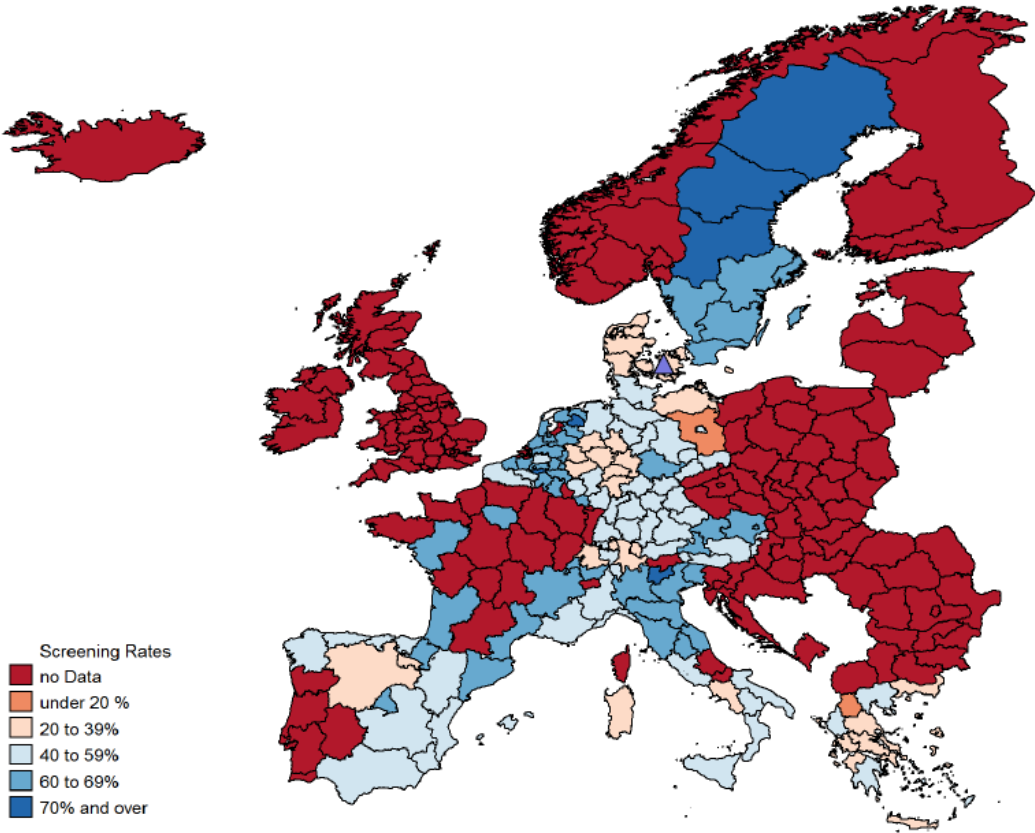 Screening Rates
no Data
under 20 %
20 to 39%
40 to 59%
60 to 69%
70% and over